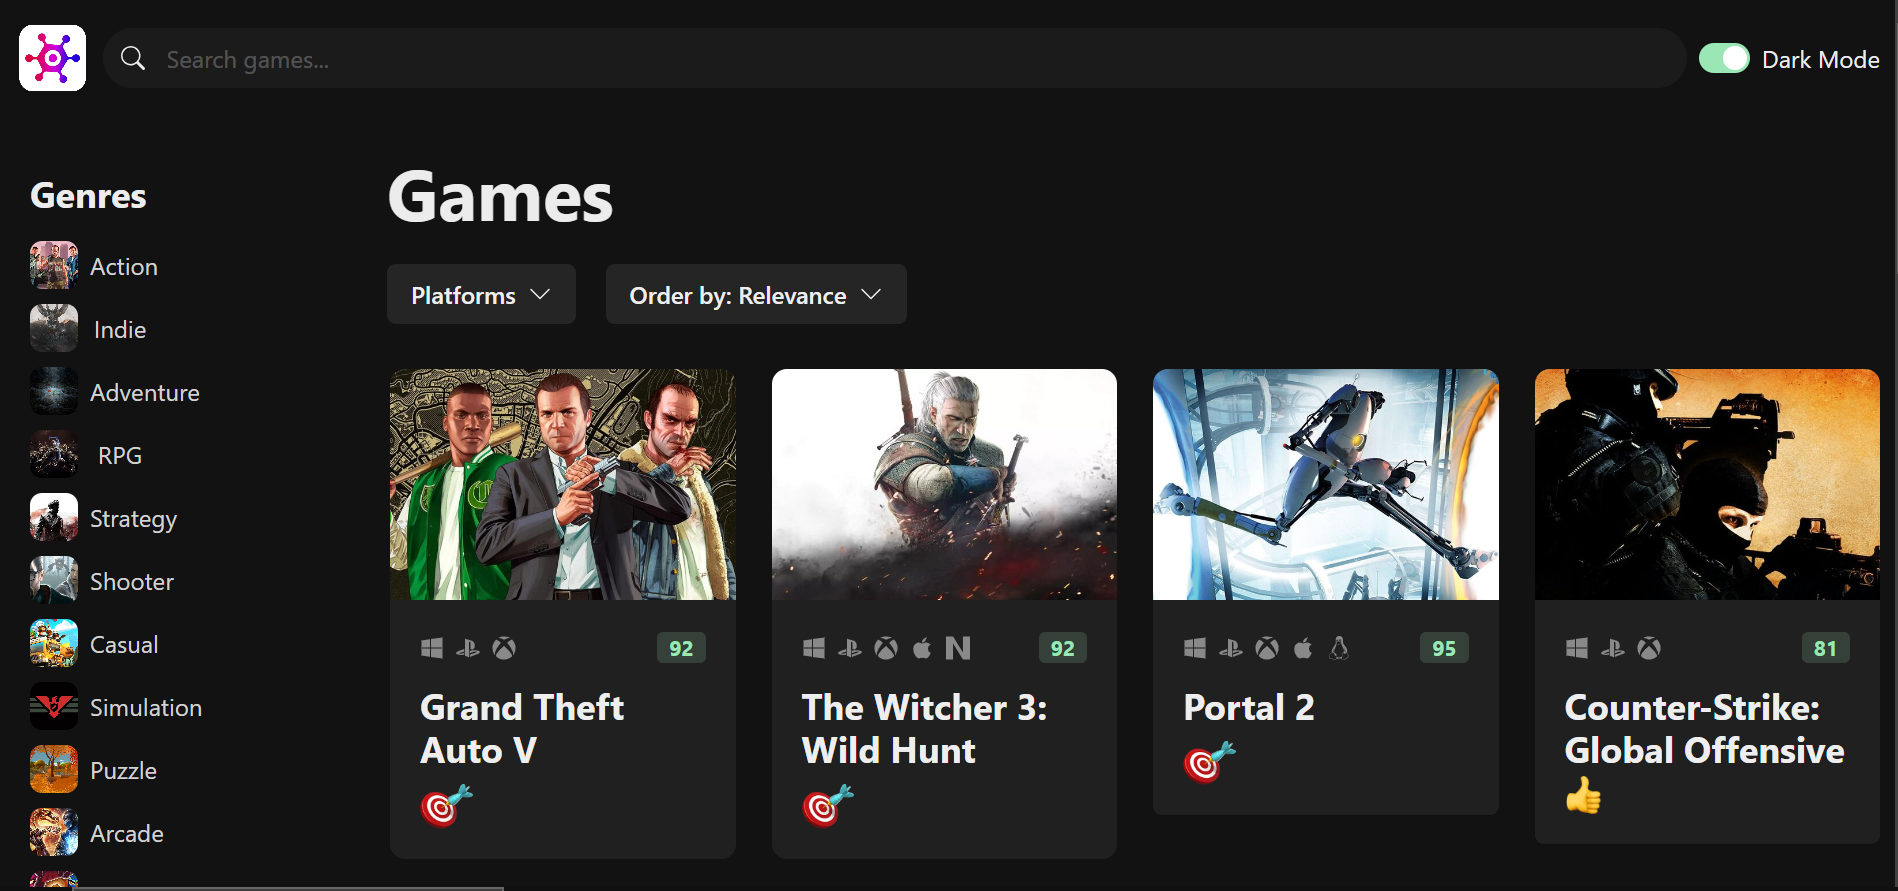 Search games...
Dark Mode
Genres
Action
Indie
Adventure
RPG
Strategy
Shooter
Casual
Simulation
Puzzle
Arcade
Games
Platforms
Order by: Relevance
92
Grand Theft
Auto V
92
The Witcher 3:
Wild Hunt
95
Portal 2
81
Counter-Strike:
Global Offensive